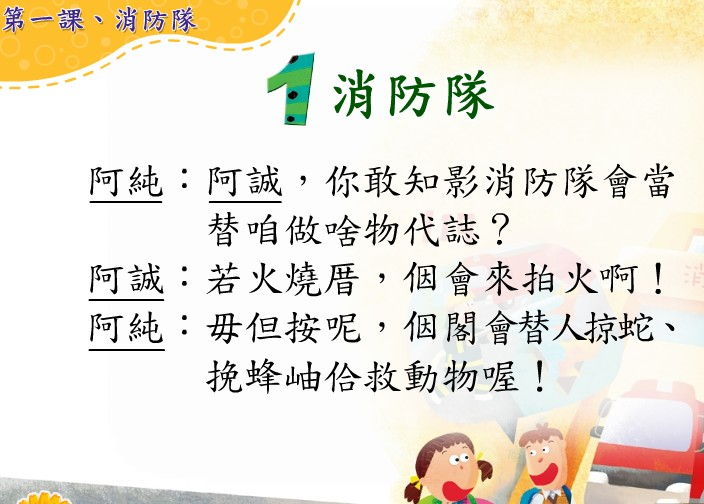 第一課、消防隊
1 消防隊
阿純：阿誠，你敢知影消防隊會當
替咱做啥物代誌？
阿誠：若火燒厝，個會來拍火啊！
阿純：毋但按呢，個閣會替人掠蛇、
挽蜂岫佮救動物喔！
消